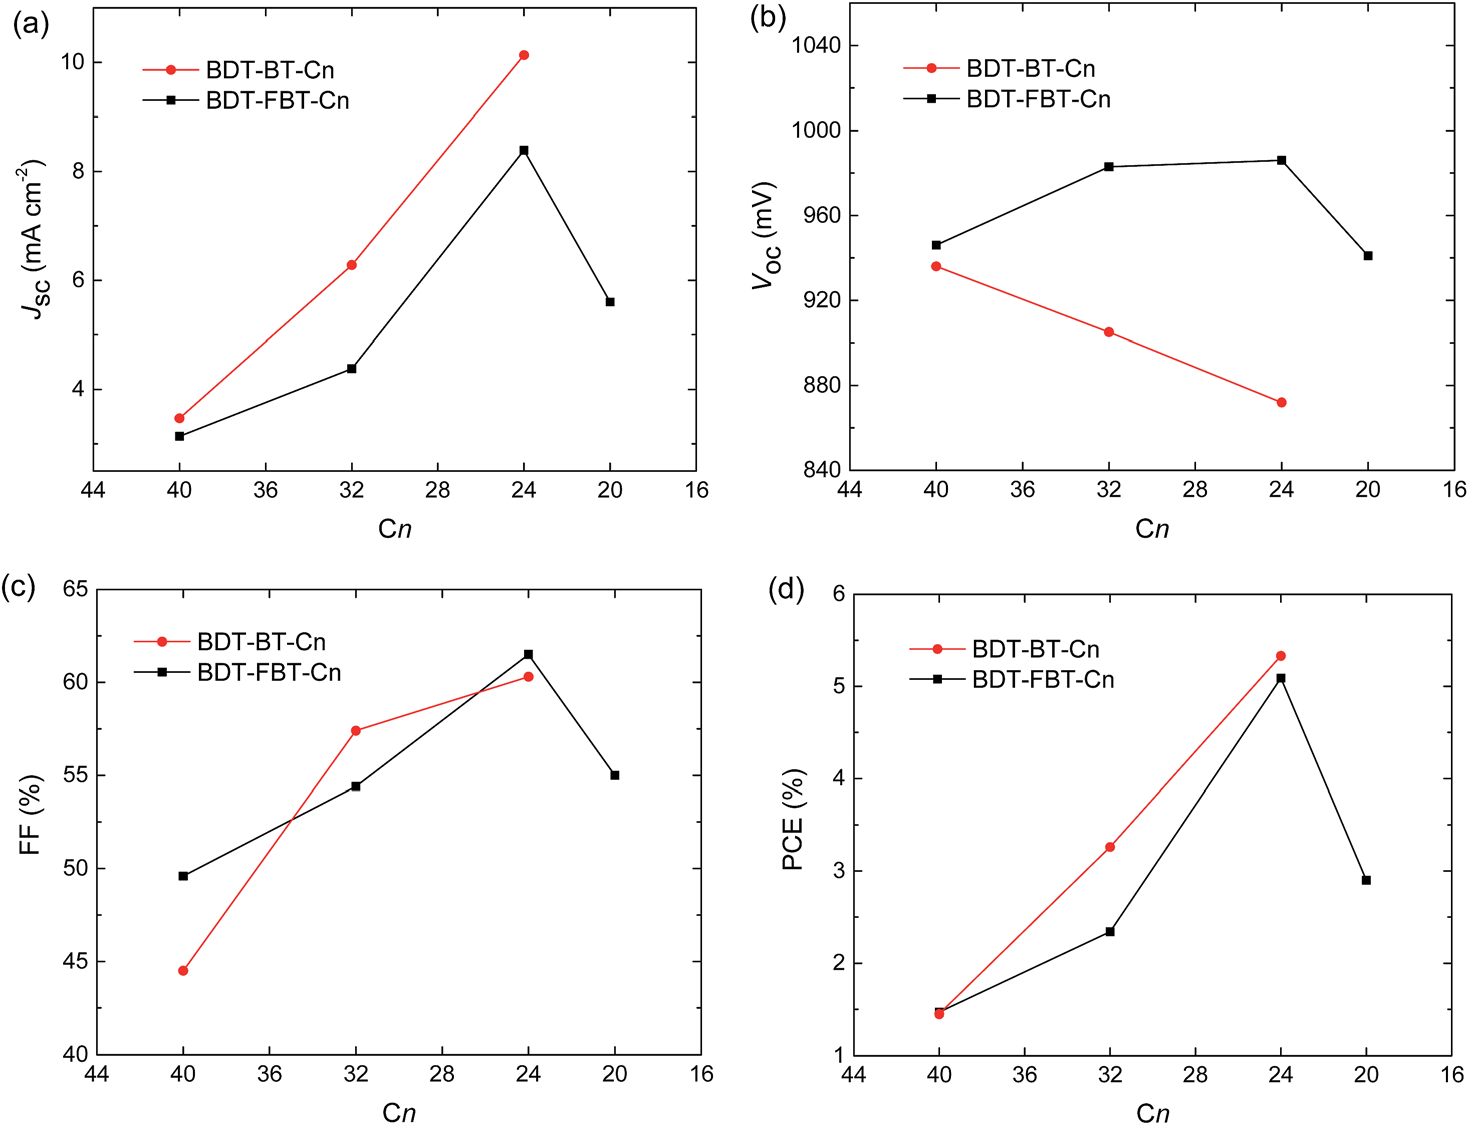 (a)
BDT-BT-Cn
BDT-FBT-Cn
10
8
6
4
Jsc (mA cm-2)
44 40 36 32 28 24 20 16
Cn
(b)
BDT-BT-Cn
BDT-FBT-Cn
1040
1000
960
920
880
840
Voc (mV)
44 40 36 32 28 24 20 16
Cn
(c)
BDT-BT-Cn
BDT-FBT-Cn
65
60
55
50
45
40
FF (%)
44 40 36 32 28 24 20 16
Cn
(d)
BDT-BT-Cn
BDT-FBT-Cn
6
5
4
3
2
1
PCE (%)
44 40 36 32 28 24 20 16
Cn